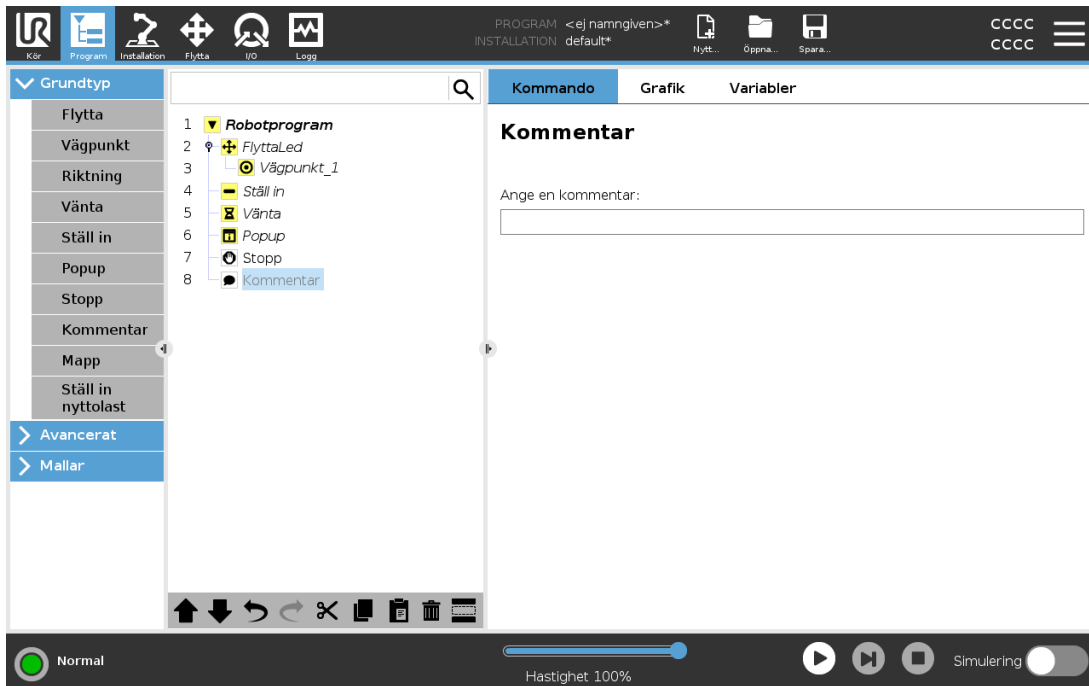 UR
Kör
Program
Installation
Flytta
I/O
Logg
PROGRAM <ej namngiven>*
INSTALLATION default*
Nytt...
Öppna...
Spara...
CCCC
CCCC
Grundtyp
Flytta
Vägpunkt
Riktning
Vänta
Ställ in
Popup
Stopp
Kommentar
Mapp
Ställ in
nyttolast
Avancerat
Mallar
1 Robotprogram
2 FlyttaLed
3 Vägpunkt_1
4 Ställ in
5 Vänta
6 Popup
7 Stopp
8 Kommentar
Kommando Grafik Variabler
Kommentar
Ange en kommentar:
Normal
Hastighet 100%
Simulering